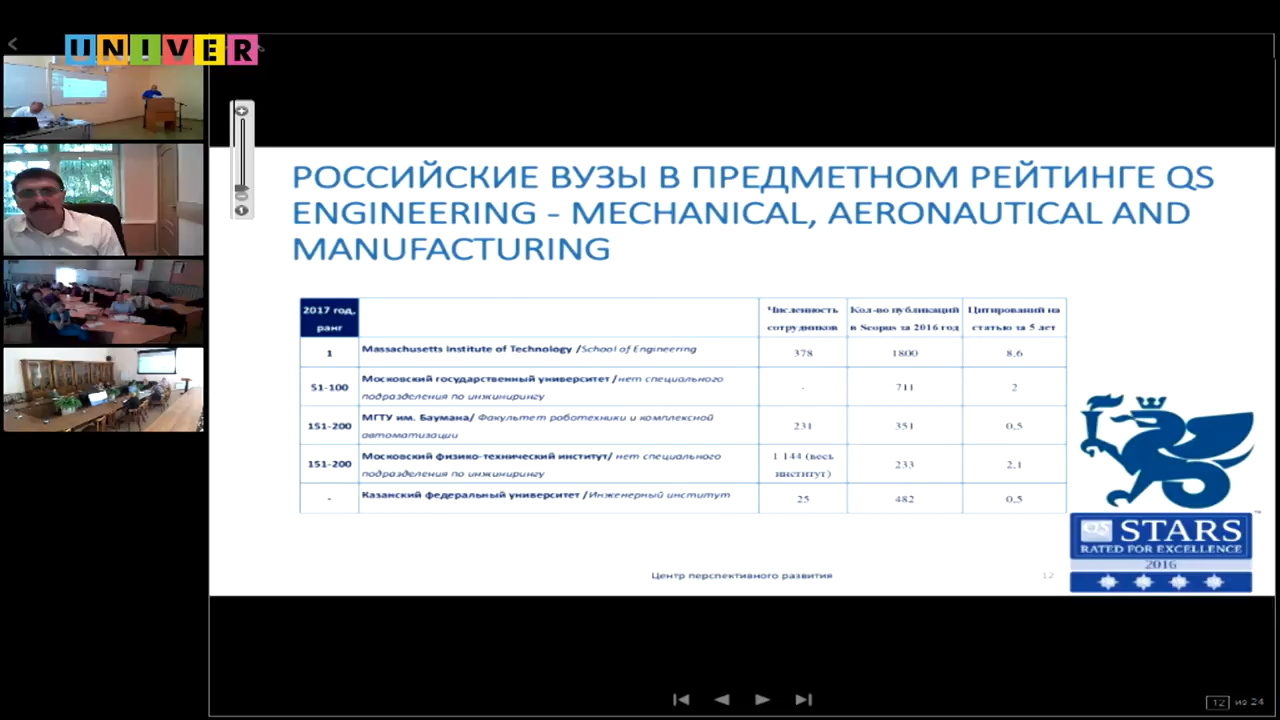 UNIVER
РОССИЙСКИЕ ВУЗЫ В ПРЕДМЕТНОМ РЕЙТИНГЕ QS
ENGINEERING - MECHANICAL, AERONAUTICAL AND
MANUFACTURING
2017 год, ранг Численность сотрудников Кол-во публикаций в Scopus за 2016 год Цитирований на статью за 5 лет
1 Massachusetts Institute of Technology /School of Engineering 378 1800 8,6
51-100 Московский государственный университет /нет специального подразделения по инжинирингу - 711 2
151-200 МГТУ им. Баумана/ Факультет роботехники и комплексной автоматизации 231 351 0,5
151-200 Московский физико-технический институт/ нет специального подразделения по инжинирингу 1 144 (весь институт) 233 2,1
- Казанский федеральный университет /Инженерный институт 25 482 0,5
QS STARS
RATED FOR EXCELLENCE
2016
Центр перспективного развития 12
12 из 24